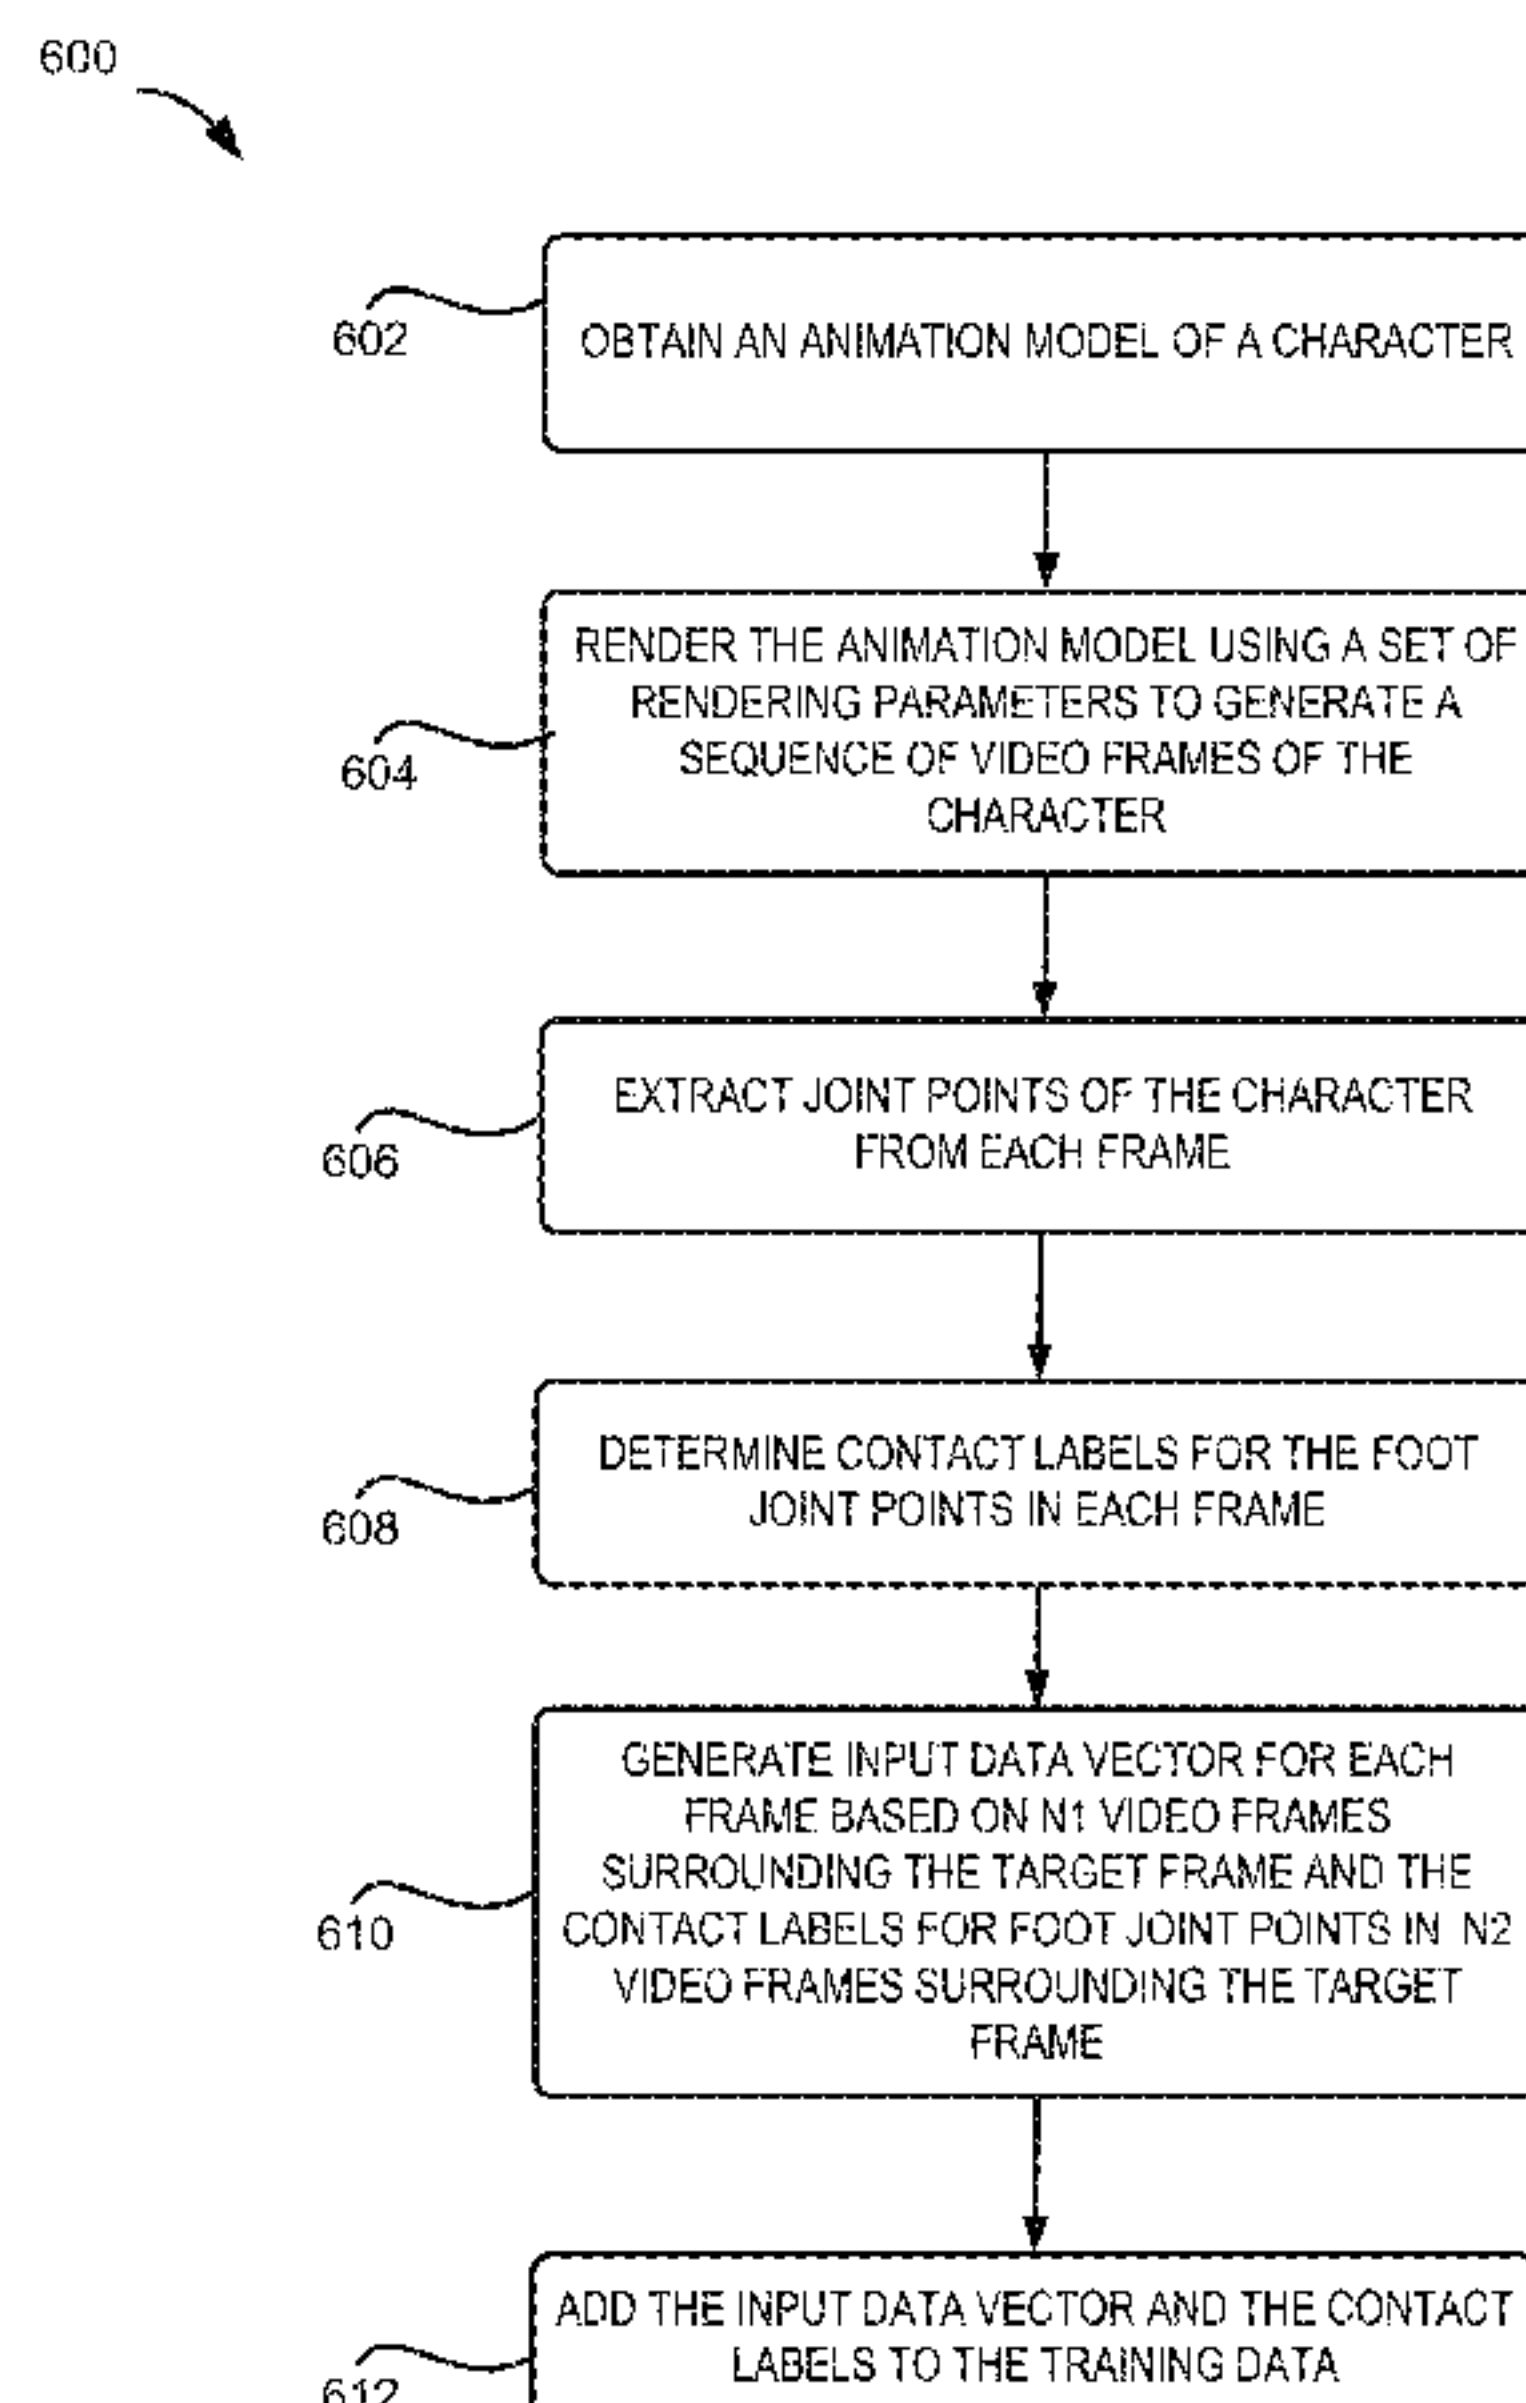 600
602
OBTAIN AN ANIMATION MODEL OF A CHARACTER
604
RENDER THE ANIMATION MODEL USING A SET OF
RENDERING PARAMETERS TO GENERATE A
SEQUENCE OF VIDEO FRAMES OF THE
CHARACTER
606
EXTRACT JOINT POINTS OF THE CHARACTER
FROM EACH FRAME
608
DETERMINE CONTACT LABELS FOR THE FOOT
JOINT POINTS IN EACH FRAME
610
GENERATE INPUT DATA VECTOR FOR EACH
FRAME BASED ON N1 VIDEO FRAMES
SURROUNDING THE TARGET FRAME AND THE
CONTACT LABELS FOR FOOT JOINT POINTS IN N2
VIDEO FRAMES SURROUNDING THE TARGET
FRAME
612
ADD THE INPUT DATA VECTOR AND THE CONTACT
LABELS TO THE TRAINING DATA